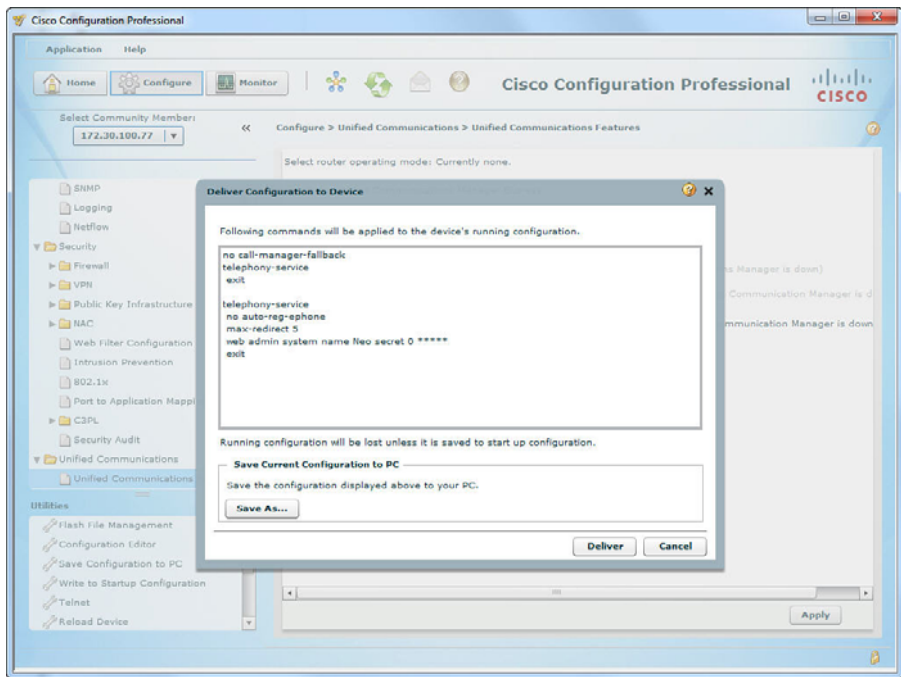 Cisco Configuration Professional
Application Help
Home Configure Monitor Cisco Configuration Professional CISCO
Select Community Member:
172.30.100.77
Configure > Unified Communications > Unified Communications Features
Select router operating mode: Currently none.
SNMP
Logging
Netflow
Security
Firewall
VPN
Public Key Infrastructure
NAC
Web Filter Configuration
Intrusion Prevention
802.1x
Port to Application Mappi
C3PL
Security Audit
Unified Communications
Unified Communications
Utilities
Flash File Management
Configuration Editor
Save Configuration to PC
Write to Startup Configuration
Telnet
Reload Device
Deliver Configuration to Device
Following commands will be applied to the device's running configuration.
no call-manager-fallback
telephony-service
exit
telephony-service
no auto-reg-ephone
max-redirect 5
web admin system name Neo secret 0 *****
exit
Running configuration will be lost unless it is saved to start up configuration.
Save Current Configuration to PC
Save the configuration displayed above to your PC.
Save As...
Deliver Cancel
ns Manager is down)
Communication Manager is d
mmunication Manager is down
Apply